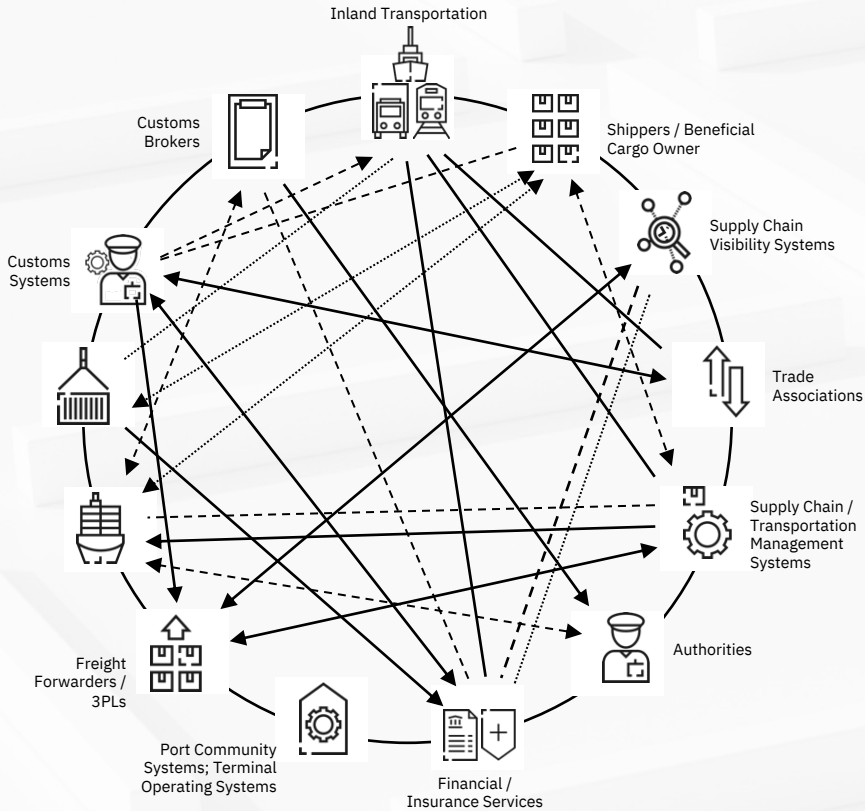 Inland Transportation
Customs
Brokers
Shippers / Beneficial
Cargo Owner
Supply Chain
Visibility Systems
Customs
Systems
Trade
Associations
Supply Chain /
Transportation
Management
Systems
Authorities
Freight
Forwarders /
3PLs
Port Community
Systems; Terminal
Operating Systems
Financial /
Insurance Services